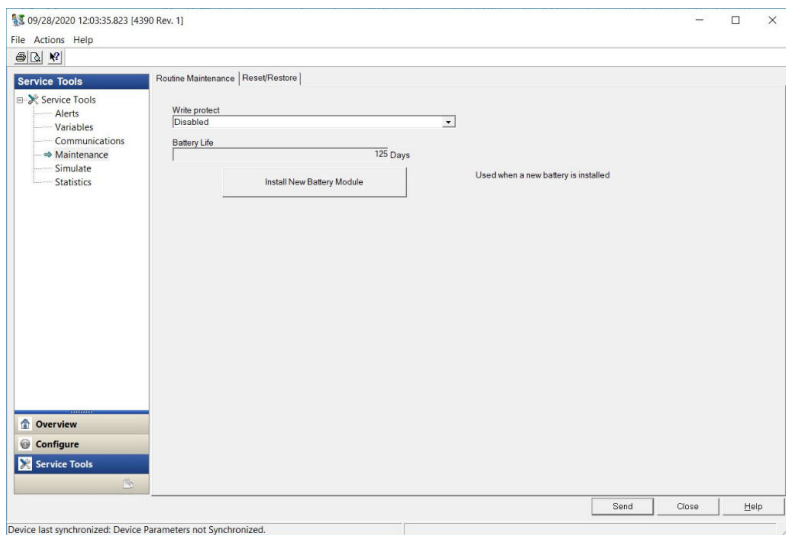 09/28/2020 12:03:35.823 [4390 Rev. 1]
File Actions Help
Service Tools
Service Tools
Alerts
Variables
Communications
Maintenance
Simulate
Statistics
Overview
Configure
Service Tools
Routine Maintenance Reset/Restore
Write protect
Disabled
Battery Life
125 Days
Install New Battery Module
Used when a new battery is installed
Send Close Help
Device last synchronized: Device Parameters not Synchronized.